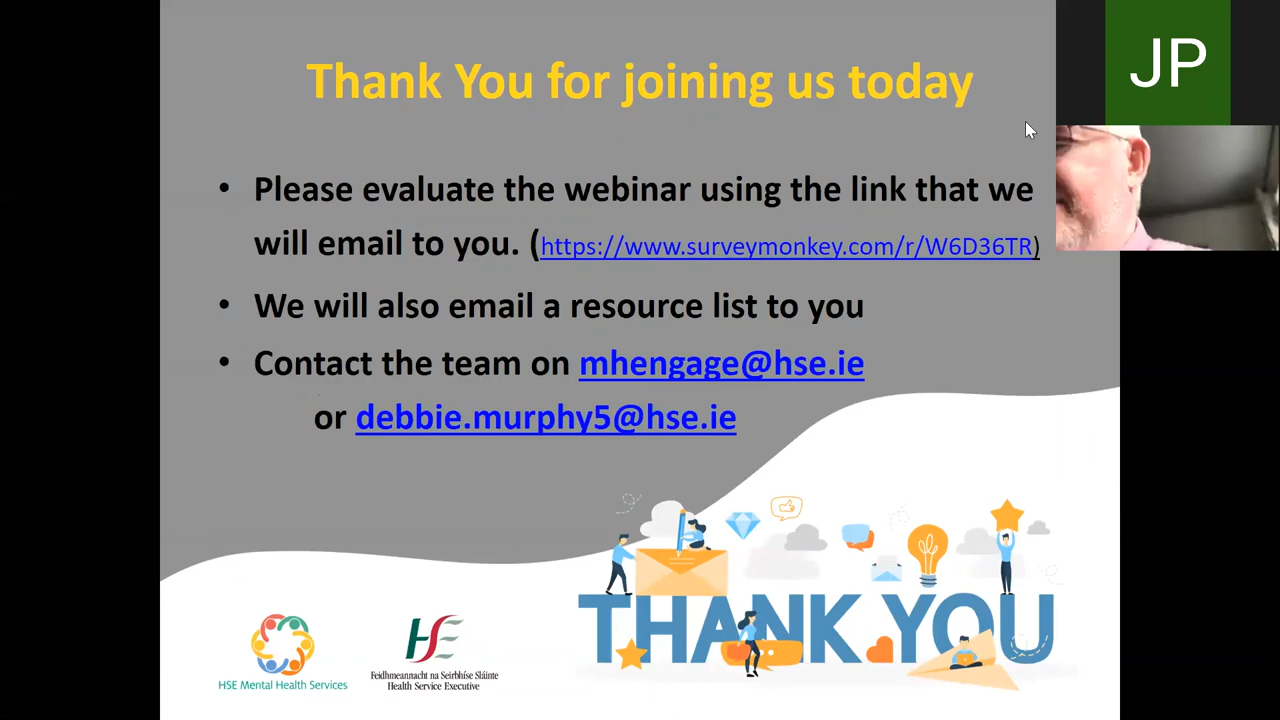 Thank You for joining us today
JP
• Please evaluate the webinar using the link that we
will email to you. (https://www.surveymonkey.com/r/W6D36TR)
• We will also email a resource list to you
• Contact the team on mhengage@hse.ie
or debbie.murphy5@hse.ie
THANK YOU
HSE Mental Health Services
HSE
Feidhmeannacht na Seirbhíse Sláinte
Health Service Executive